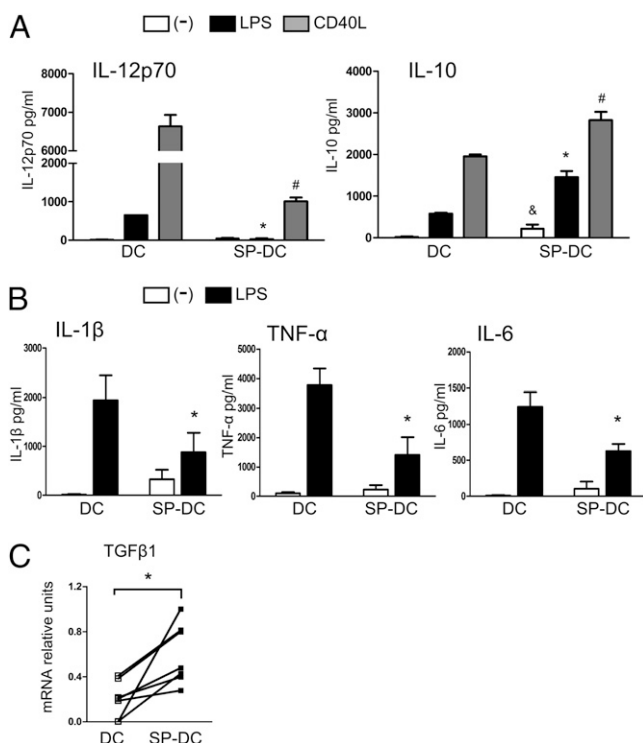 A
(-) LPS CD40L
IL-12p70
IL-12p70 pg/ml
8000
6000
4000
2000
1000
0
*
#
DC SP-DC
IL-10
IL-10 pg/ml
4000
3000
2000
1000
0
&
*
#
DC SP-DC
B
(-) LPS
IL-1β
IL-1β pg/ml
3000
2000
1000
0
*
DC SP-DC
TNF-α
TNF-α pg/ml
5000
4000
3000
2000
1000
0
*
DC SP-DC
IL-6
IL-6 pg/ml
2000
1500
1000
500
0
*
DC SP-DC
C
TGFβ1
mRNA relative units
1.2
0.8
0.4
0.0
*
DC SP-DC